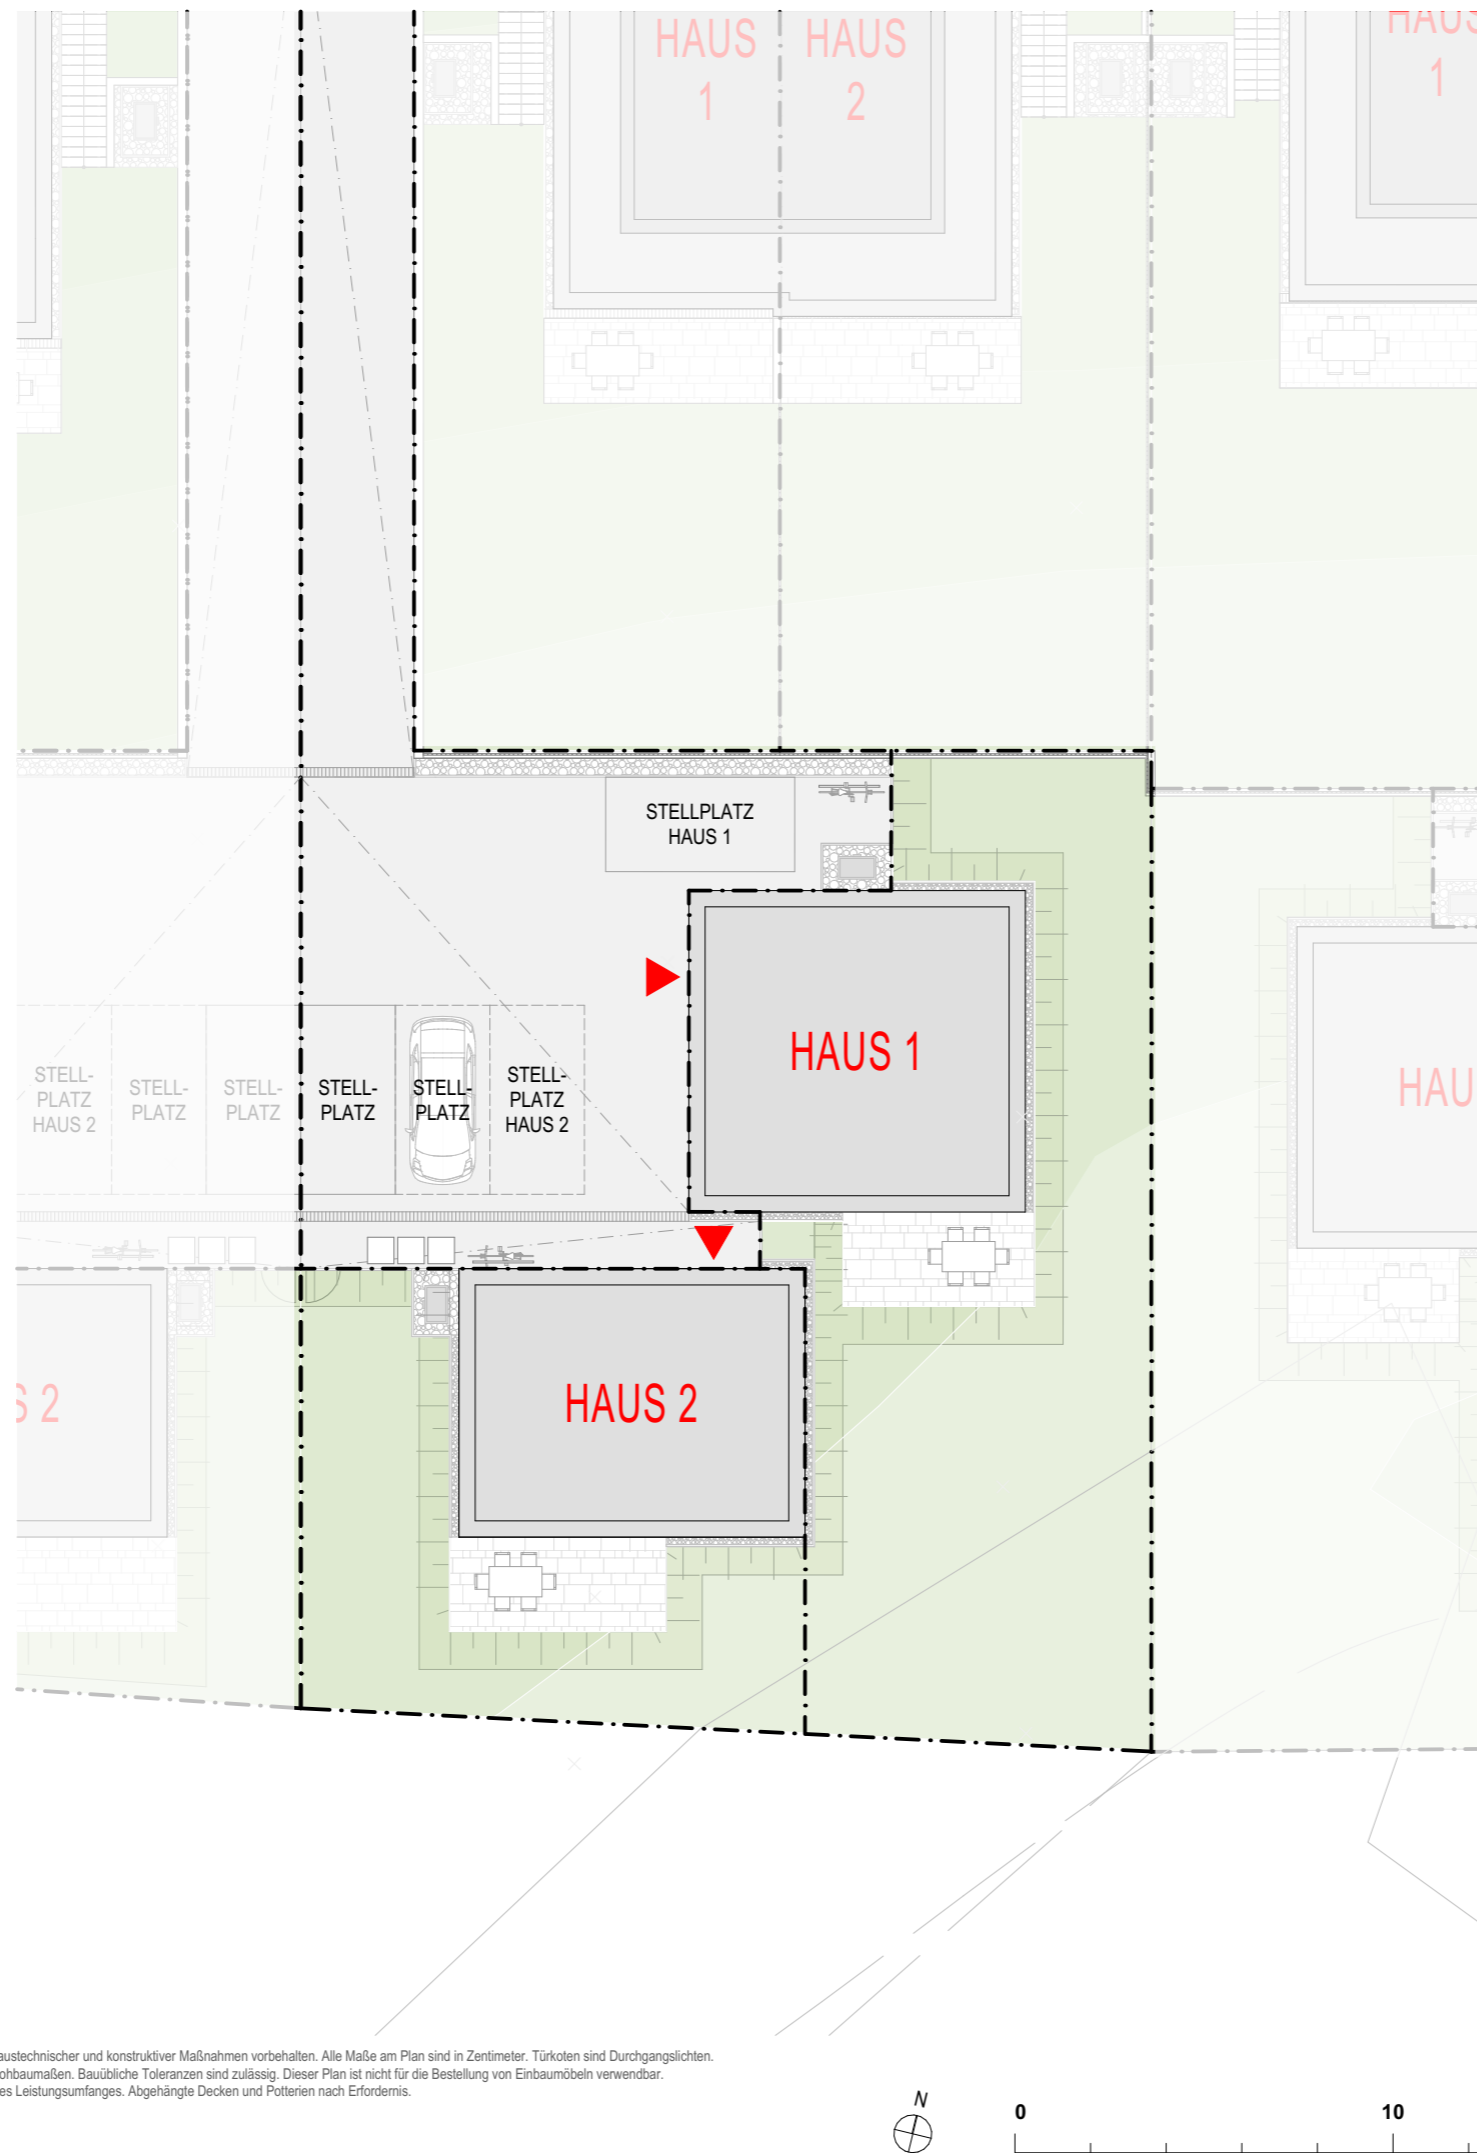 HAUS
1
HAUS
2
HAUS
1
STELLPLATZ
HAUS 1
HAUS 1
STELL-
PLATZ
HAUS 2
STELL-
PLATZ
STELL-
PLATZ
STELL-
PLATZ
STELL-
PLATZ
STELL-
PLATZ
HAUS 2
HAU
S 2
HAUS 2
austechnischer und konstruktiver Maßnahmen vorbehalten. Alle Maße am Plan sind in Zentimeter. Türkoten sind Durchgangslichten.
ohbaumaßen. Bauübliche Toleranzen sind zulässig. Dieser Plan ist nicht für die Bestellung von Einbaumöbeln verwendbar.
es Leistungsumfanges. Abgehängte Decken und Potterien nach Erfordernis.
N
0 10